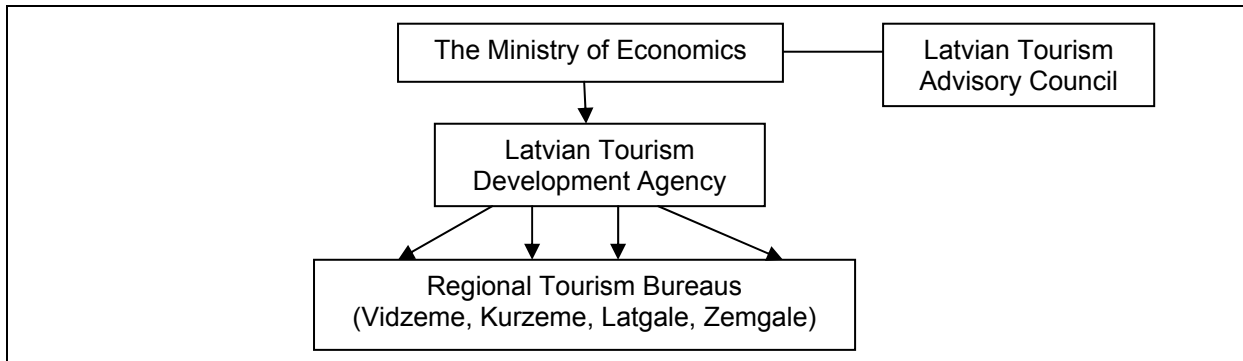 The Ministry of Economics
Latvian Tourism
Advisory Council
Latvian Tourism
Development Agency
Regional Tourism Bureaus
(Vidzeme, Kurzeme, Latgale, Zemgale)